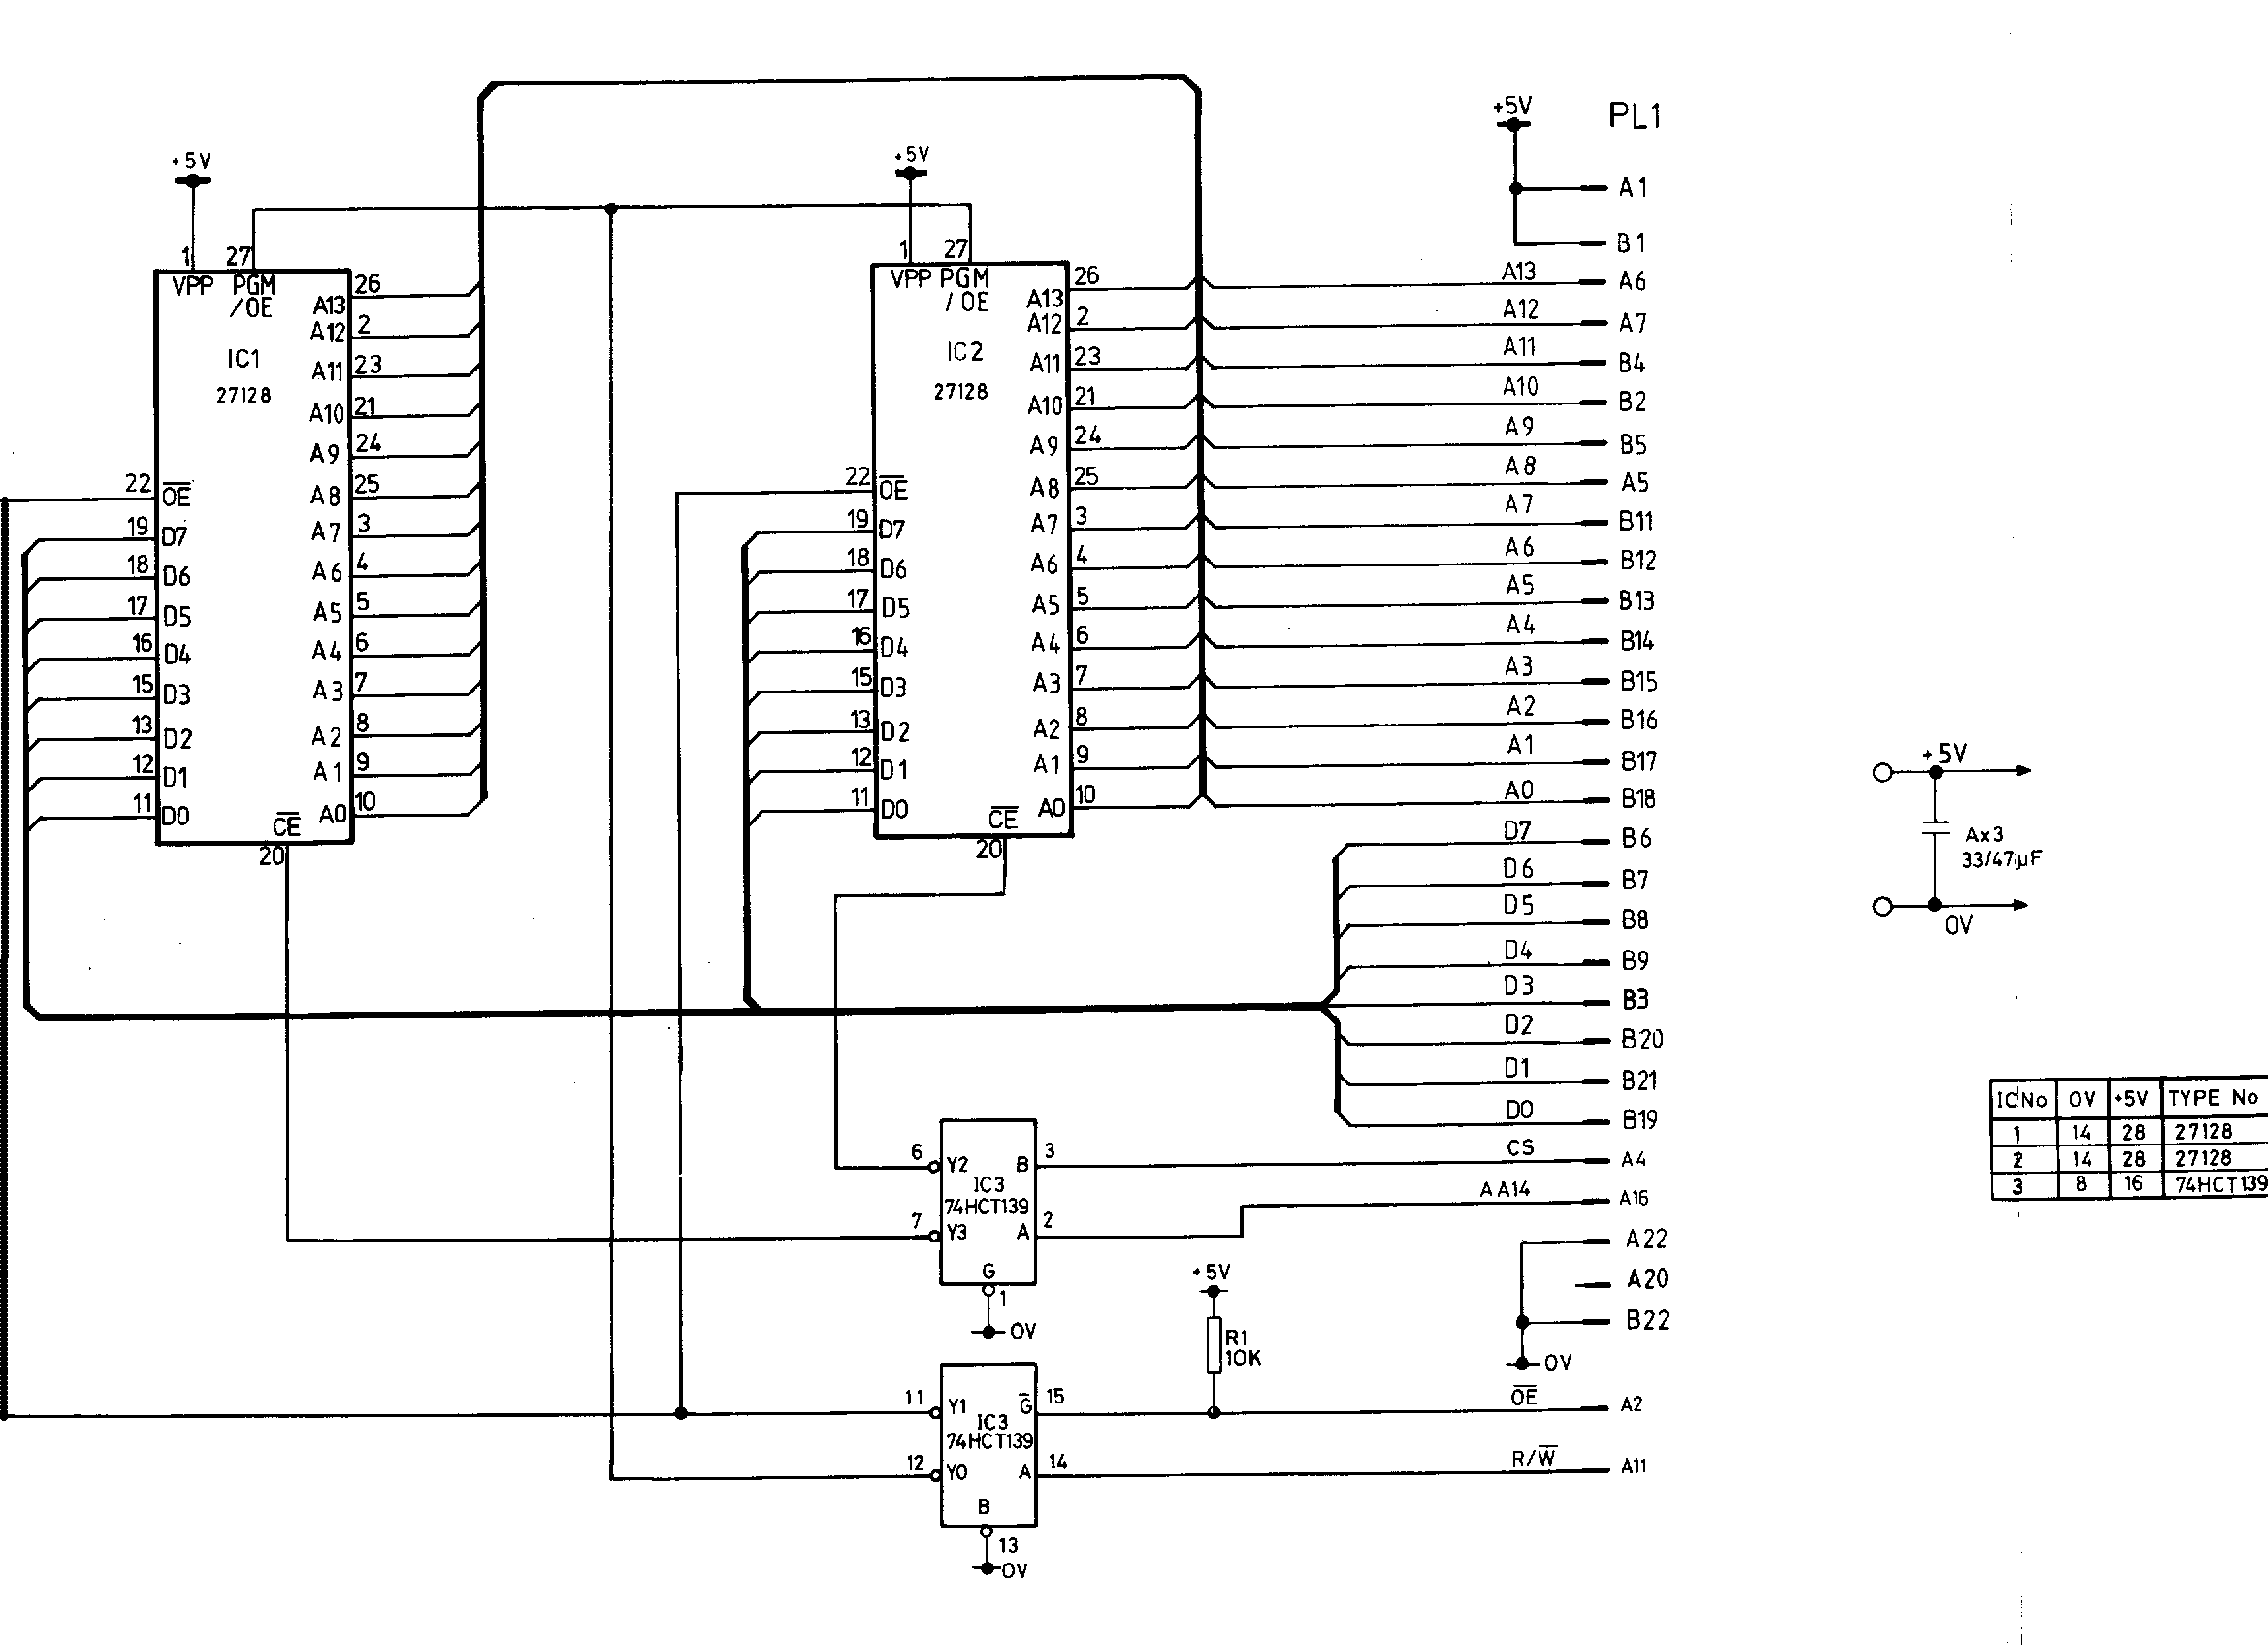 +5V
1
27
VPP PGM
/OE
IC1
27128
A13 26
A12 2
A11 23
A10 21
A9 24
A8 25
A7 3
A6 4
A5 5
A4 6
A3 7
A2 8
A1 9
A0 10
22 OE
19 D7
18 D6
17 D5
16 D4
15 D3
13 D2
12 D1
11 D0
CE
20
+5V
1
27
VPP PGM
/OE
IC2
27128
A13 26
A12 2
A11 23
A10 21
A9 24
A8 25
A7 3
A6 4
A5 5
A4 6
A3 7
A2 8
A1 9
A0 10
22 OE
19 D7
18 D6
17 D5
16 D4
15 D3
13 D2
12 D1
11 D0
CE
20
+5V
PL1
A1
B1
A13 A6
A12 A7
A11 B4
A10 B2
A9 B5
A8 A5
A7 B11
A6 B12
A5 B13
A4 B14
A3 B15
A2 B16
A1 B17
A0 B18
D7 B6
D6 B7
D5 B8
D4 B9
D3 B3
D2 B20
D1 B21
D0 B19
CS A4
AA14 A16
A22
A20
B22
0V
OE A2
R/W A11
6 Y2 B 3
IC3
74HCT139
7 Y3 A 2
G
1
0V
+5V
R1
10K
11 Y1 G 15
IC3
74HCT139
12 Y0 A 14
B
13
0V
+5V
Ax3
33/47µF
0V
ICNo 0V +5V TYPE No
1 14 28 27128
2 14 28 27128
3 8 16 74HCT139